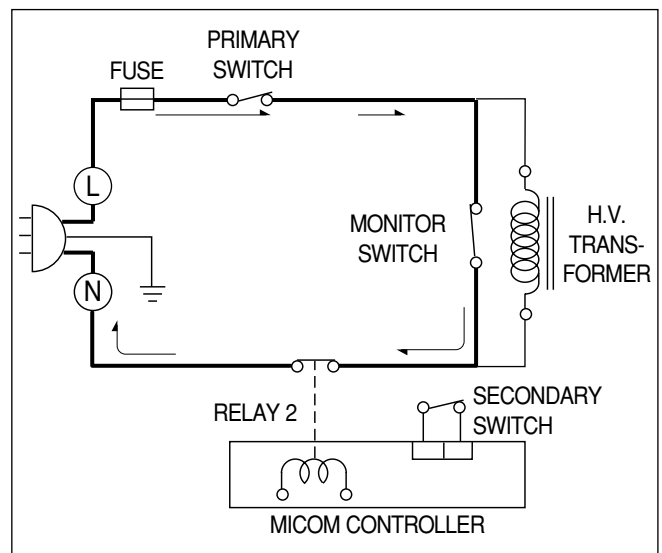 PRIMARY
SWITCH
FUSE
L
MONITOR
SWITCH
H.V.
TRANS-
FORMER
N
RELAY 2
SECONDARY
SWITCH
MICOM CONTROLLER